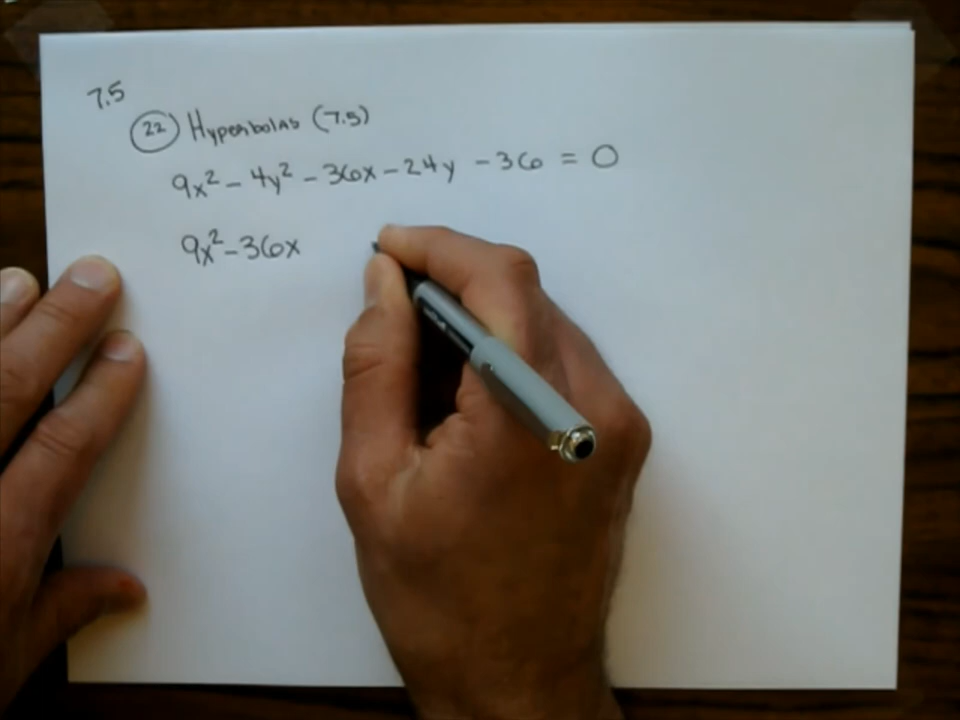 7.5
22 Hyperbolas (7.5)
9x² - 4y² - 36x - 24y - 36 = 0
9x² - 36x